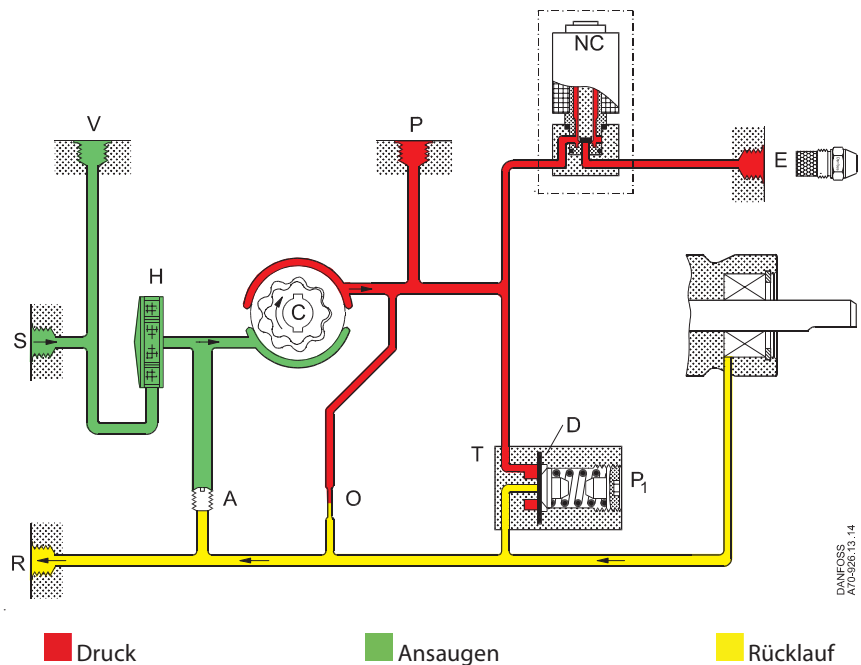 NC
V
P
E
H
C
S
D
T
P1
A
O
R
DANFOSS
A70-926.13.14
Druck
Ansaugen
Rücklauf